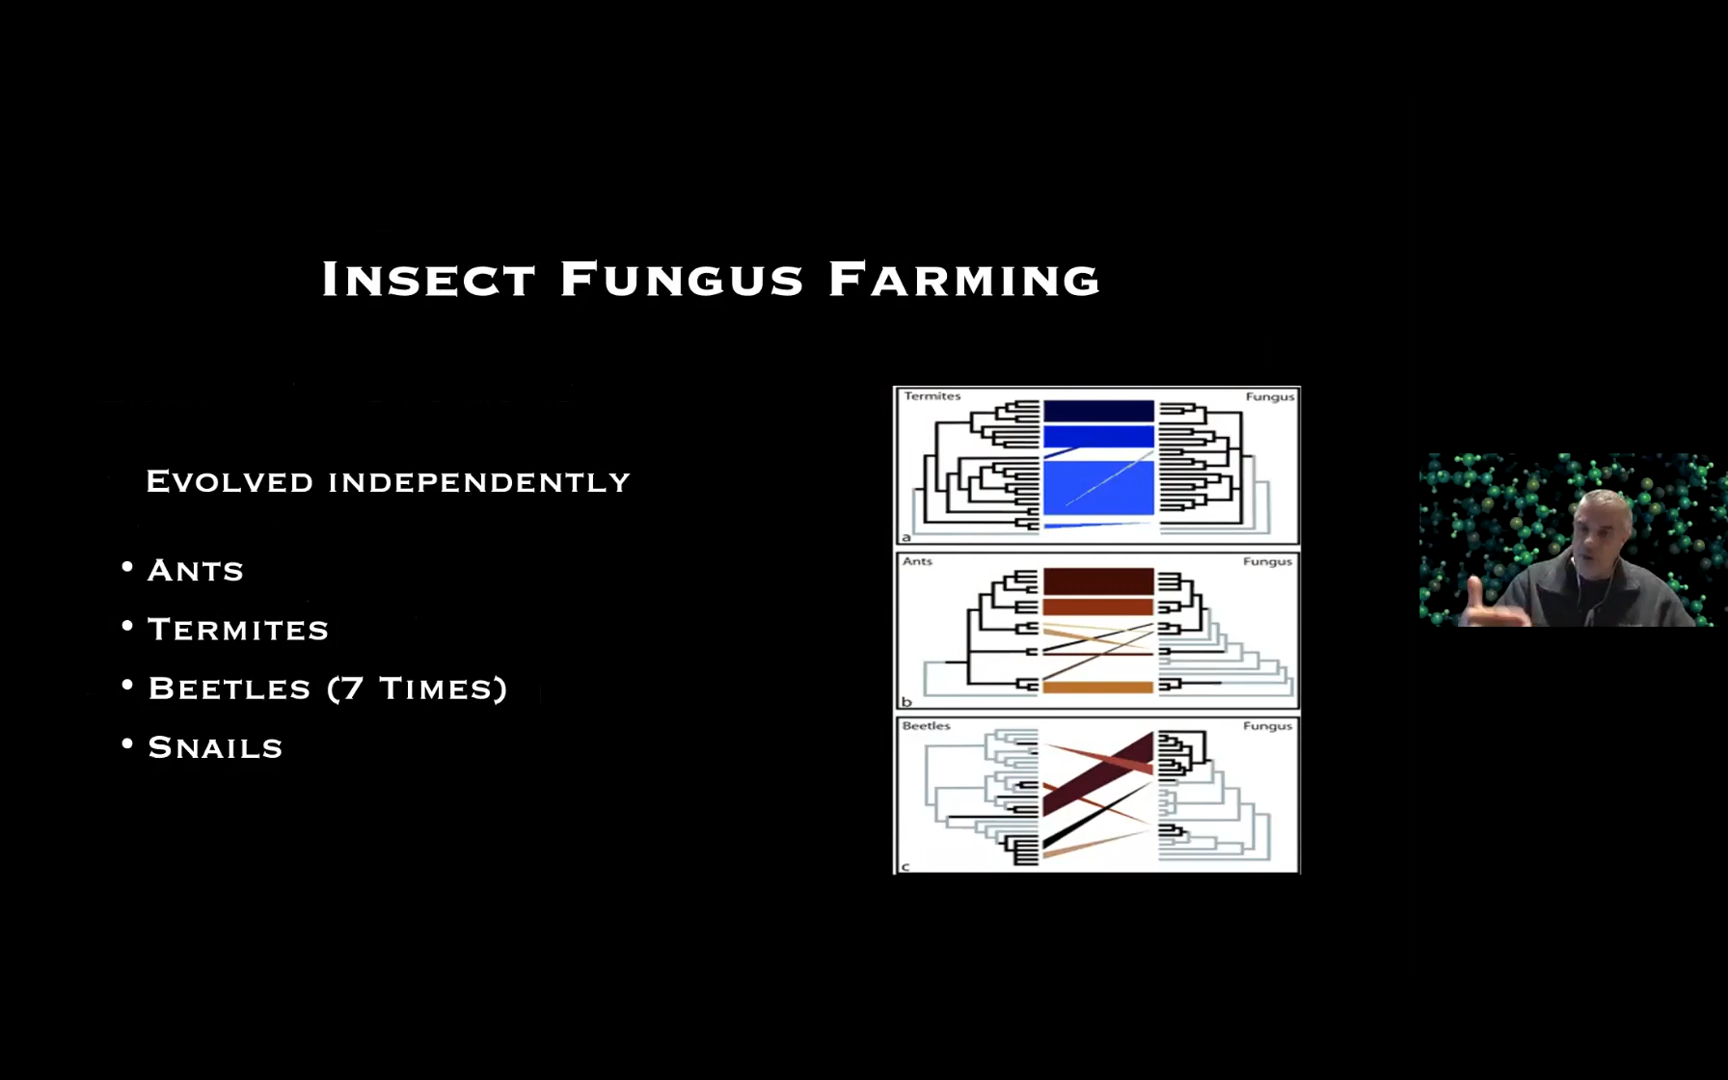 Insect Fungus Farming
Evolved independently
• Ants
• Termites
• Beetles (7 Times)
• Snails
Termites Fungus
a
Ants Fungus
b
Beetles Fungus
c